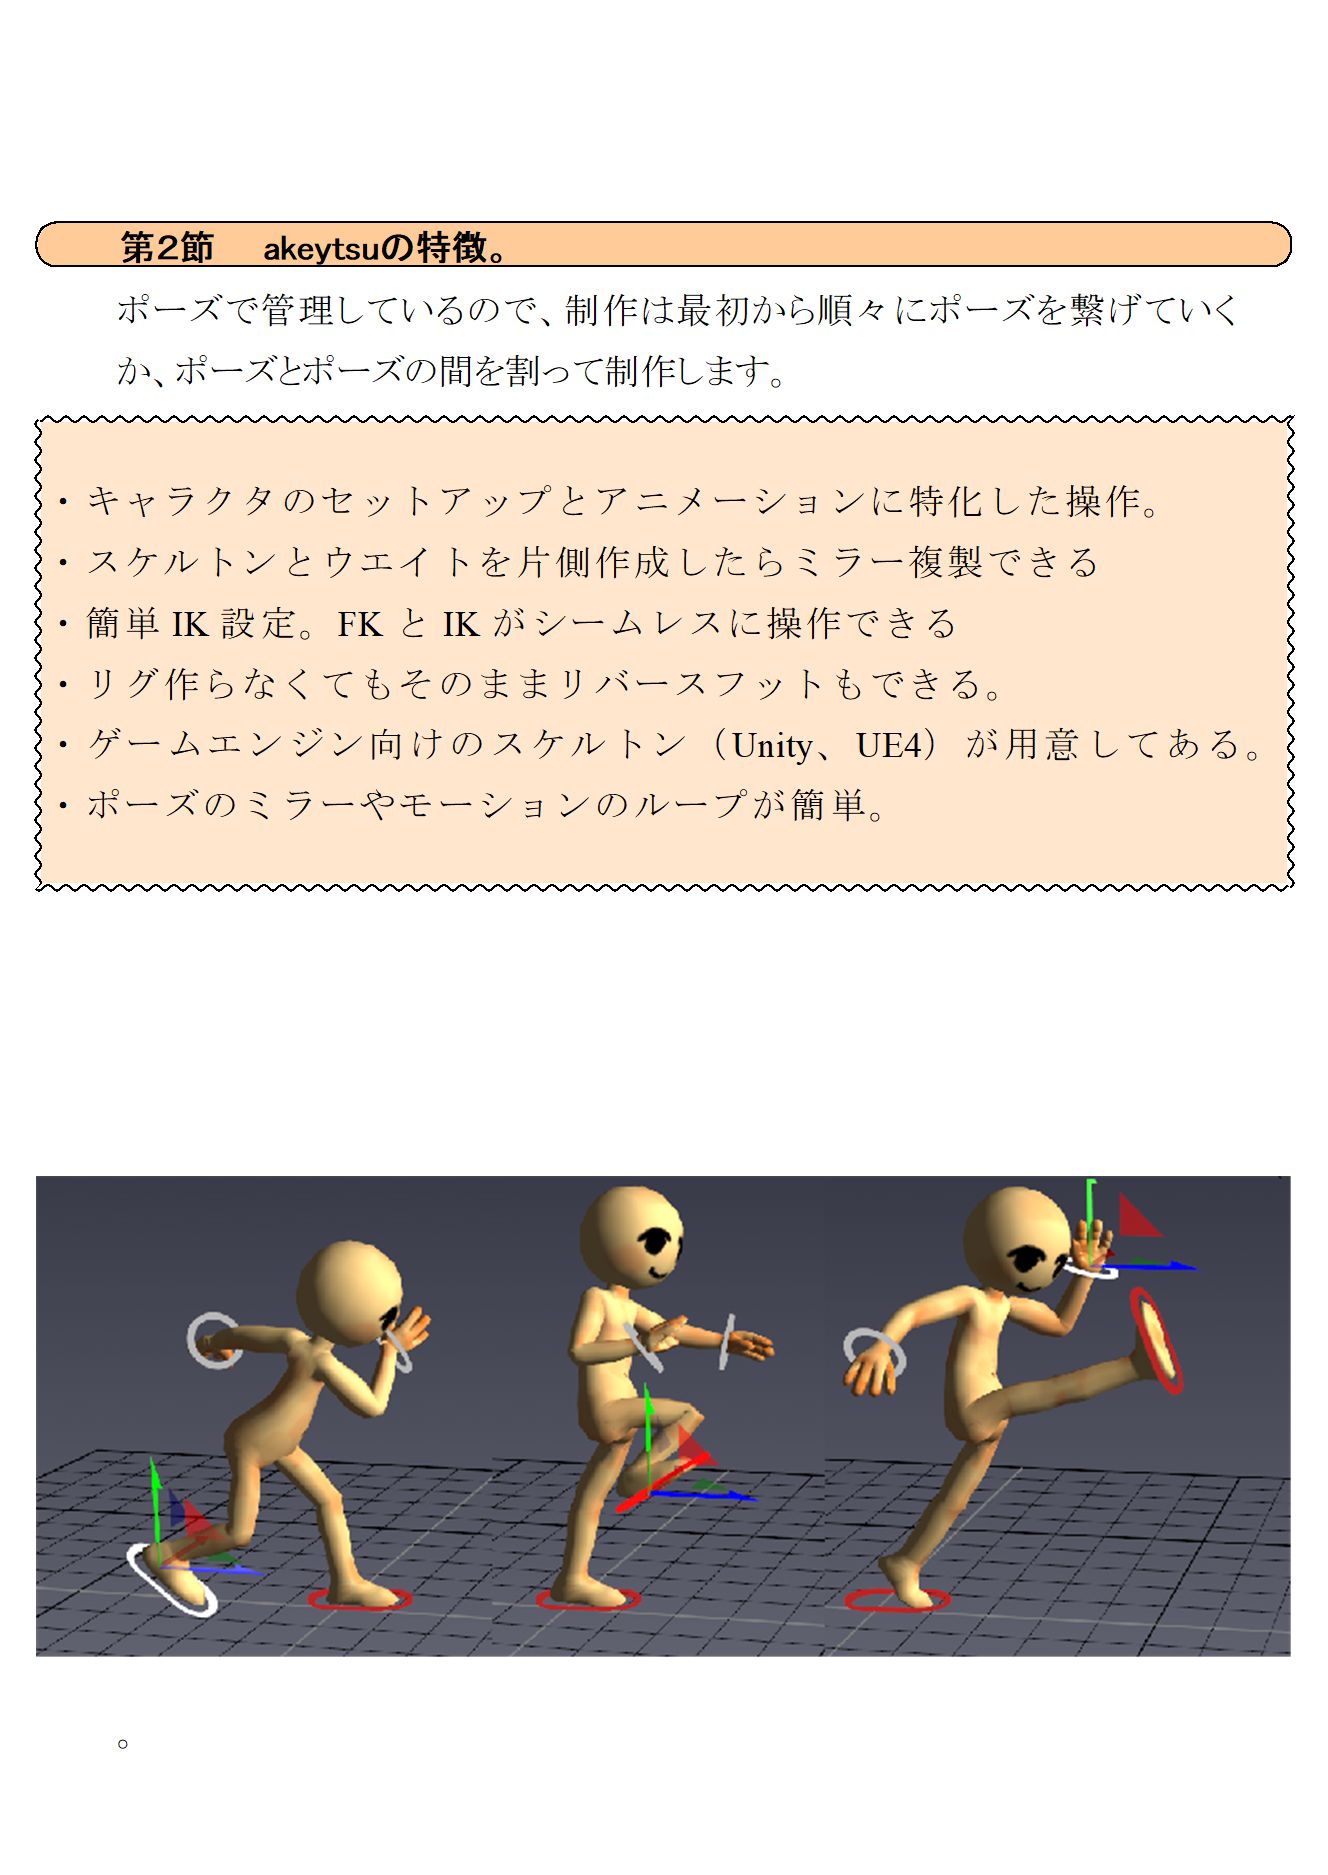 第2節　akeytsuの特徴。
ポーズで管理しているので、制作は最初から順々にポーズを繋げていく
か、ポーズとポーズの間を割って制作します。
・キャラクタのセットアップとアニメーションに特化した操作。
・スケルトンとウエイトを片側作成したらミラー複製できる
・簡単 IK 設定。FK と IK がシームレスに操作できる
・リグ作らなくてもそのままリバースフットもできる。
・ゲームエンジン向けのスケルトン（Unity、UE4）が用意してある。
・ポーズのミラーやモーションのループが簡単。
。